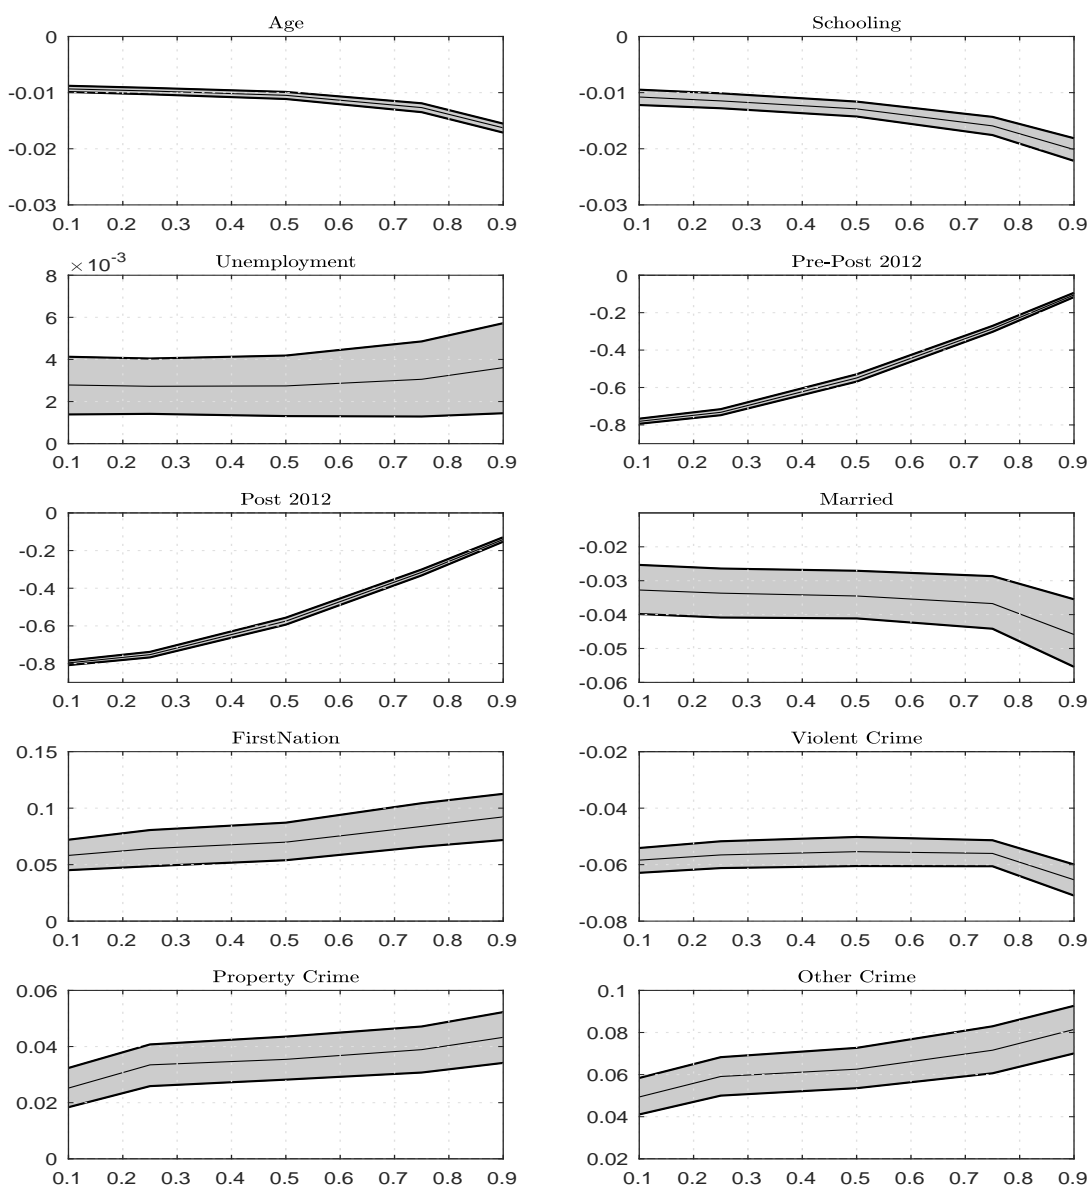 Age
0
-0.01
-0.02
-0.03
0.1 0.2 0.3 0.4 0.5 0.6 0.7 0.8 0.9
Schooling
0
-0.01
-0.02
-0.03
0.1 0.2 0.3 0.4 0.5 0.6 0.7 0.8 0.9
Unemployment
×10-3
8
6
4
2
0
0.1 0.2 0.3 0.4 0.5 0.6 0.7 0.8 0.9
Pre-Post 2012
0
-0.2
-0.4
-0.6
-0.8
0.1 0.2 0.3 0.4 0.5 0.6 0.7 0.8 0.9
Post 2012
0
-0.2
-0.4
-0.6
-0.8
0.1 0.2 0.3 0.4 0.5 0.6 0.7 0.8 0.9
Married
-0.02
-0.03
-0.04
-0.05
-0.06
0.1 0.2 0.3 0.4 0.5 0.6 0.7 0.8 0.9
FirstNation
0.15
0.1
0.05
0
0.1 0.2 0.3 0.4 0.5 0.6 0.7 0.8 0.9
Violent Crime
-0.02
-0.04
-0.06
-0.08
0.1 0.2 0.3 0.4 0.5 0.6 0.7 0.8 0.9
Property Crime
0.06
0.04
0.02
0
0.1 0.2 0.3 0.4 0.5 0.6 0.7 0.8 0.9
Other Crime
0.1
0.08
0.06
0.04
0.02
0.1 0.2 0.3 0.4 0.5 0.6 0.7 0.8 0.9